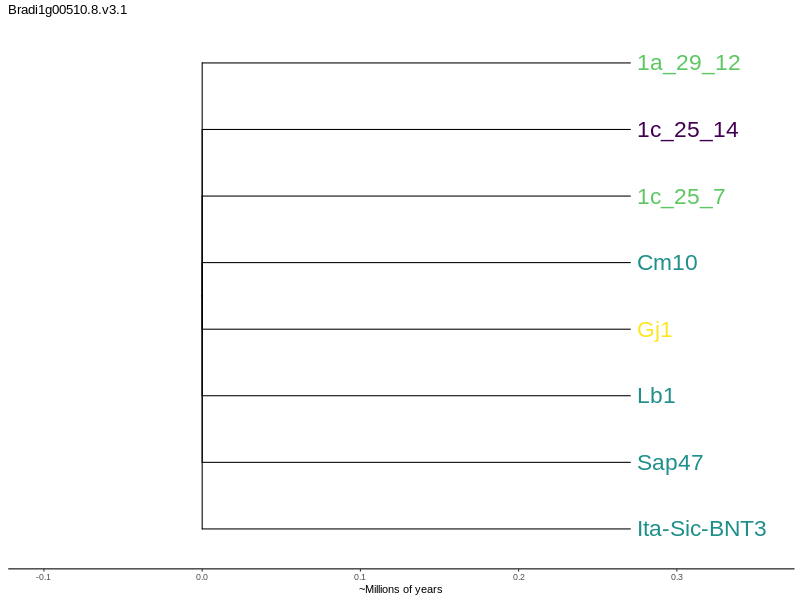 Bradi1g00510.8.v3.1
1a_29_12
1c_25_14
1c_25_7
Cm10
Gj1
Lb1
Sap47
Ita-Sic-BNT3
-0.1 0.0 0.1 0.2 0.3
~Millions of years